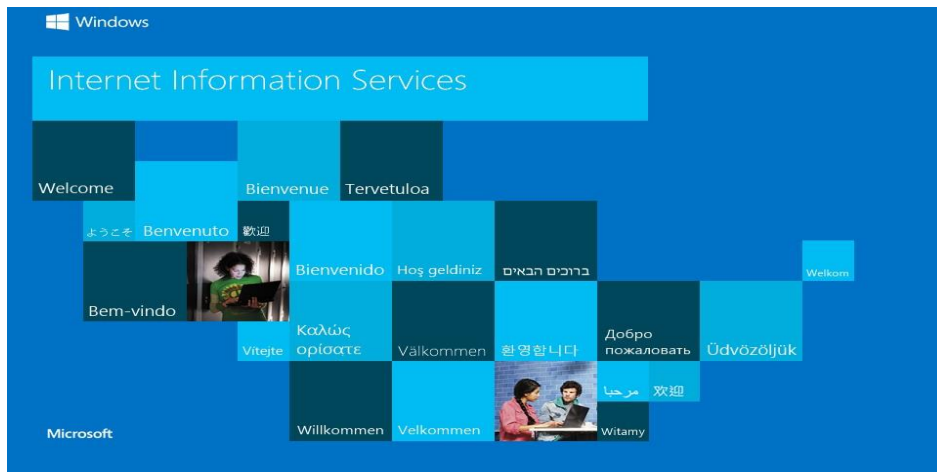 Windows
Internet Information Services
Welcome
Bienvenue
Tervetuloa
ようこそ
Benvenuto
歡迎
Bienvenido
Hoş geldiniz
ברוכים הבאים
Welkom
Bem-vindo
Vítejte
Καλώς
ορίσατε
Välkommen
환영합니다
Добро
пожаловать
Üdvözöljük
مرحبا
欢迎
Microsoft
Willkommen
Velkommen
Witamy